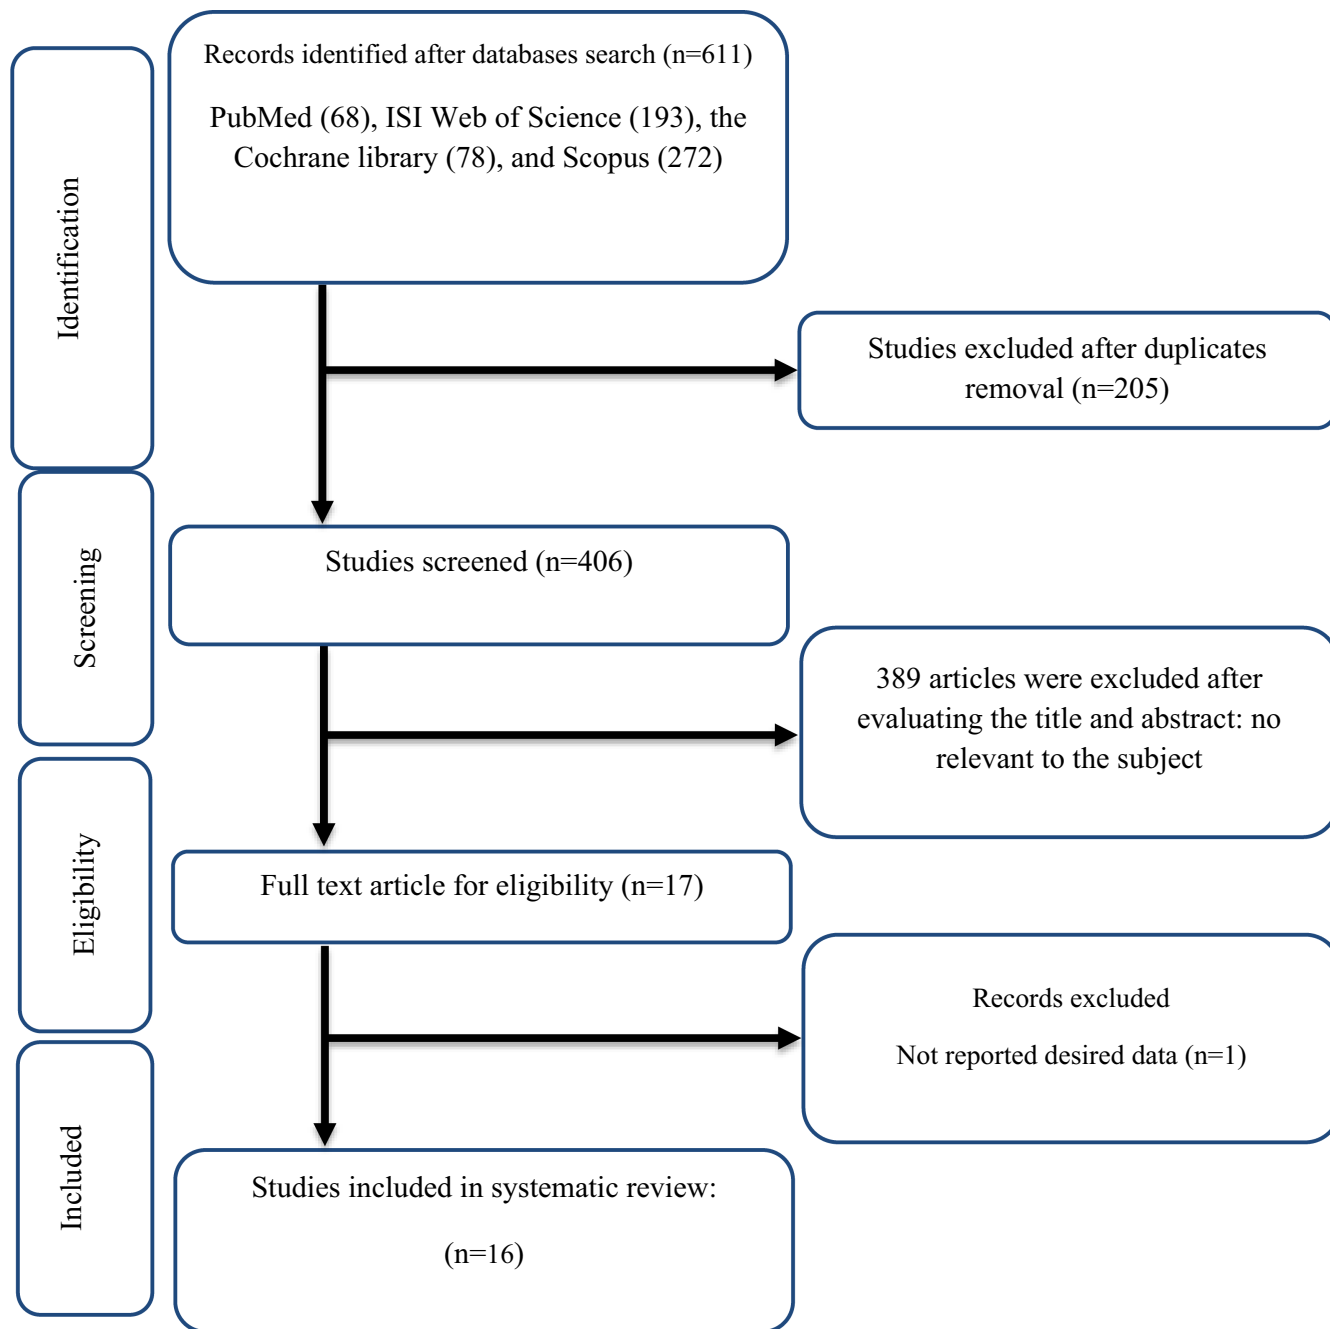 Identification
Records identified after databases search (n=611)
PubMed (68), ISI Web of Science (193), the
Cochrane library (78), and Scopus (272)
Studies excluded after duplicates
removal (n=205)
Screening
Studies screened (n=406)
389 articles were excluded after
evaluating the title and abstract: no
relevant to the subject
Eligibility
Full text article for eligibility (n=17)
Records excluded
Not reported desired data (n=1)
Included
Studies included in systematic review:
(n=16)